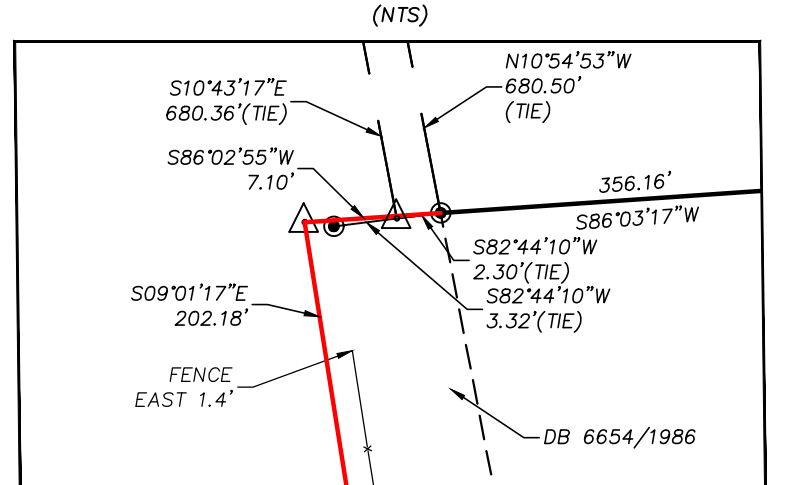 (NTS)
N10°54'53"W
680.50'
(TIE)
S10°43'17"E
680.36'(TIE)
S86°02'55"W
7.10'
356.16'
S86°03'17"W
S82°44'10"W
2.30'(TIE)
S82°44'10"W
3.32'(TIE)
S09°01'17"E
202.18'
FENCE
EAST 1.4'
DB 6654/1986